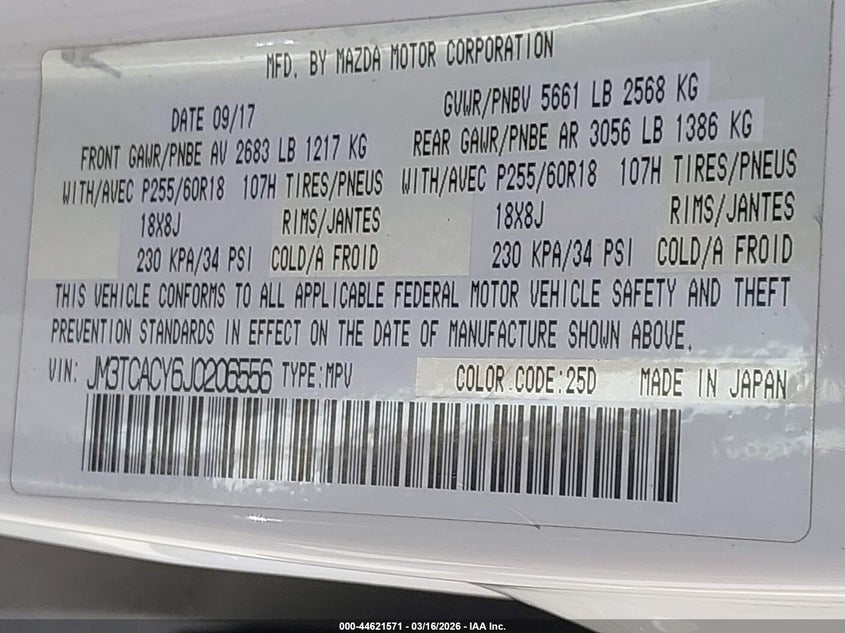 MFD. BY MAZDA MOTOR CORPORATION
DATE 09/17 GVWR/PNBV 5661 LB 2568 KG
FRONT GAWR/PNBE AV 2683 LB 1217 KG REAR GAWR/PNBE AR 3056 LB 1386 KG
WITH/AVEC P255/60R18 107H TIRES/PNEUS WITH/AVEC P255/60R18 107H TIRES/PNEUS
18X8J RIMS/JANTES 18X8J RIMS/JANTES
230 KPA/34 PSI COLD/A FROID 230 KPA/34 PSI COLD/A FROID
THIS VEHICLE CONFORMS TO ALL APPLICABLE FEDERAL MOTOR VEHICLE SAFETY AND THEFT
PREVENTION STANDARDS IN EFFECT ON THE DATE OF MANUFACTURE SHOWN ABOVE.
VIN: JM3TCACY6J0206556 TYPE:MPV COLOR CODE:25D MADE IN JAPAN
000-44621571 - 03/16/2026 - IAA Inc.